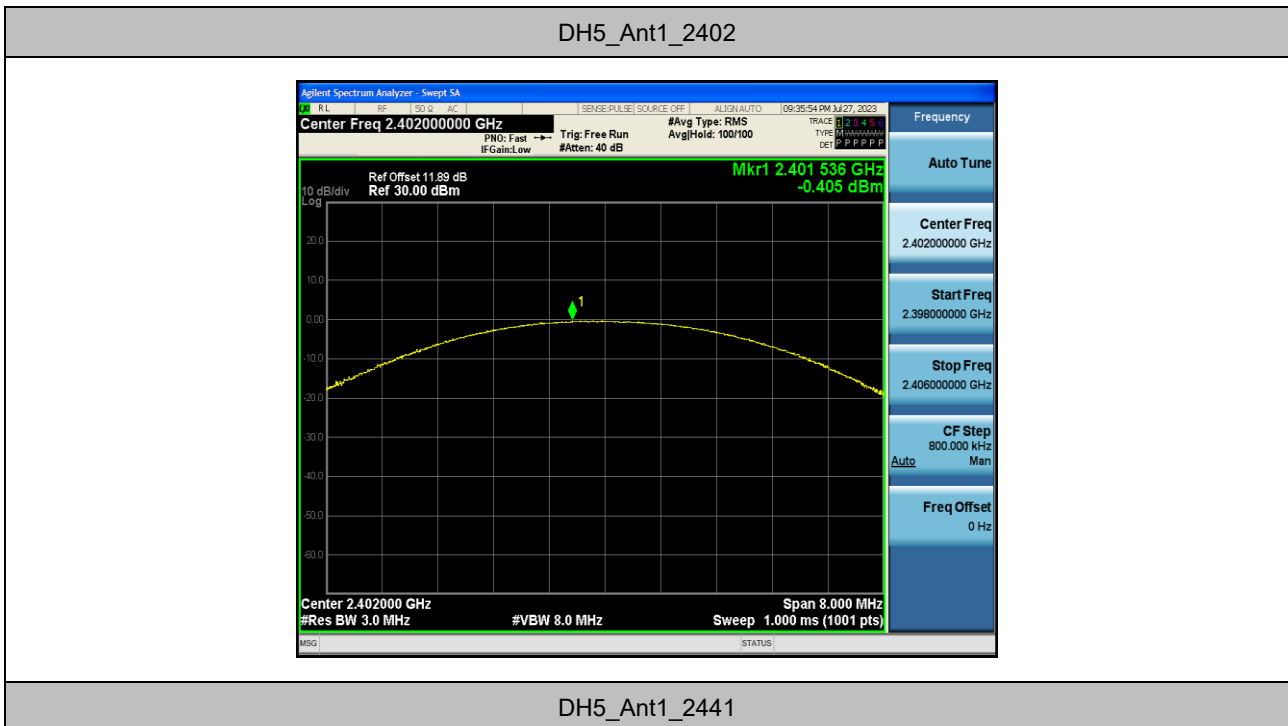 DH5_Ant1_2402
Agilent Spectrum Analyzer - Swept SA
RL RF 50 Ω AC SENSE:PULSE SOURCE OFF ALIGN AUTO 09:35:54 PM Jul 27, 2023
Center Freq 2.402000000 GHz
PNO: Fast
IFGain:Low
Trig: Free Run
#Atten: 40 dB
#Avg Type: RMS
Avg|Hold: 100/100
TRACE 1 2 3 4 5 6
TYPE M
DET P P P P P P
Frequency
Ref Offset 11.89 dB
Ref 30.00 dBm
10 dB/div
Log
Mkr1 2.401 536 GHz
-0.405 dBm
20.0
10.0
0.00
-10.0
-20.0
-30.0
-40.0
-50.0
-60.0
1
Center 2.402000 GHz
Span 8.000 MHz
#Res BW 3.0 MHz
#VBW 8.0 MHz
Sweep 1.000 ms (1001 pts)
MSG
STATUS
Auto Tune
Center Freq
2.402000000 GHz
Start Freq
2.398000000 GHz
Stop Freq
2.406000000 GHz
CF Step
800.000 kHz
Auto Man
Freq Offset
0 Hz
DH5_Ant1_2441